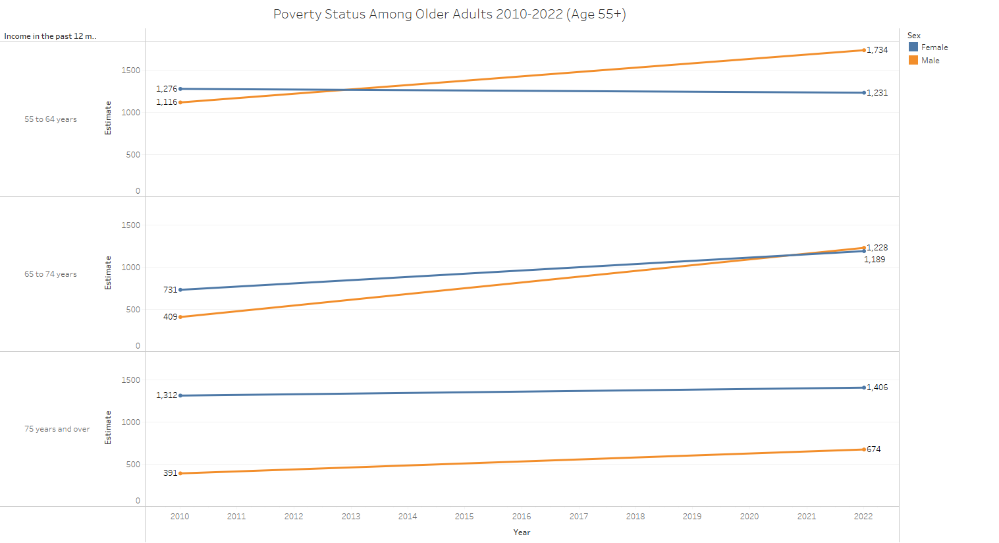 Poverty Status Among Older Adults 2010-2022 (Age 55+)
Income in the past 12 m..
Sex
Female
Male
55 to 64 years
Estimate
1500
1000
500
0
1,276
1,116
1,734
1,231
65 to 74 years
Estimate
1500
1000
500
0
731
409
1,228
1,189
75 years and over
Estimate
1500
1000
500
0
1,312
391
1,406
674
2010 2011 2012 2013 2014 2015 2016 2017 2018 2019 2020 2021 2022
Year